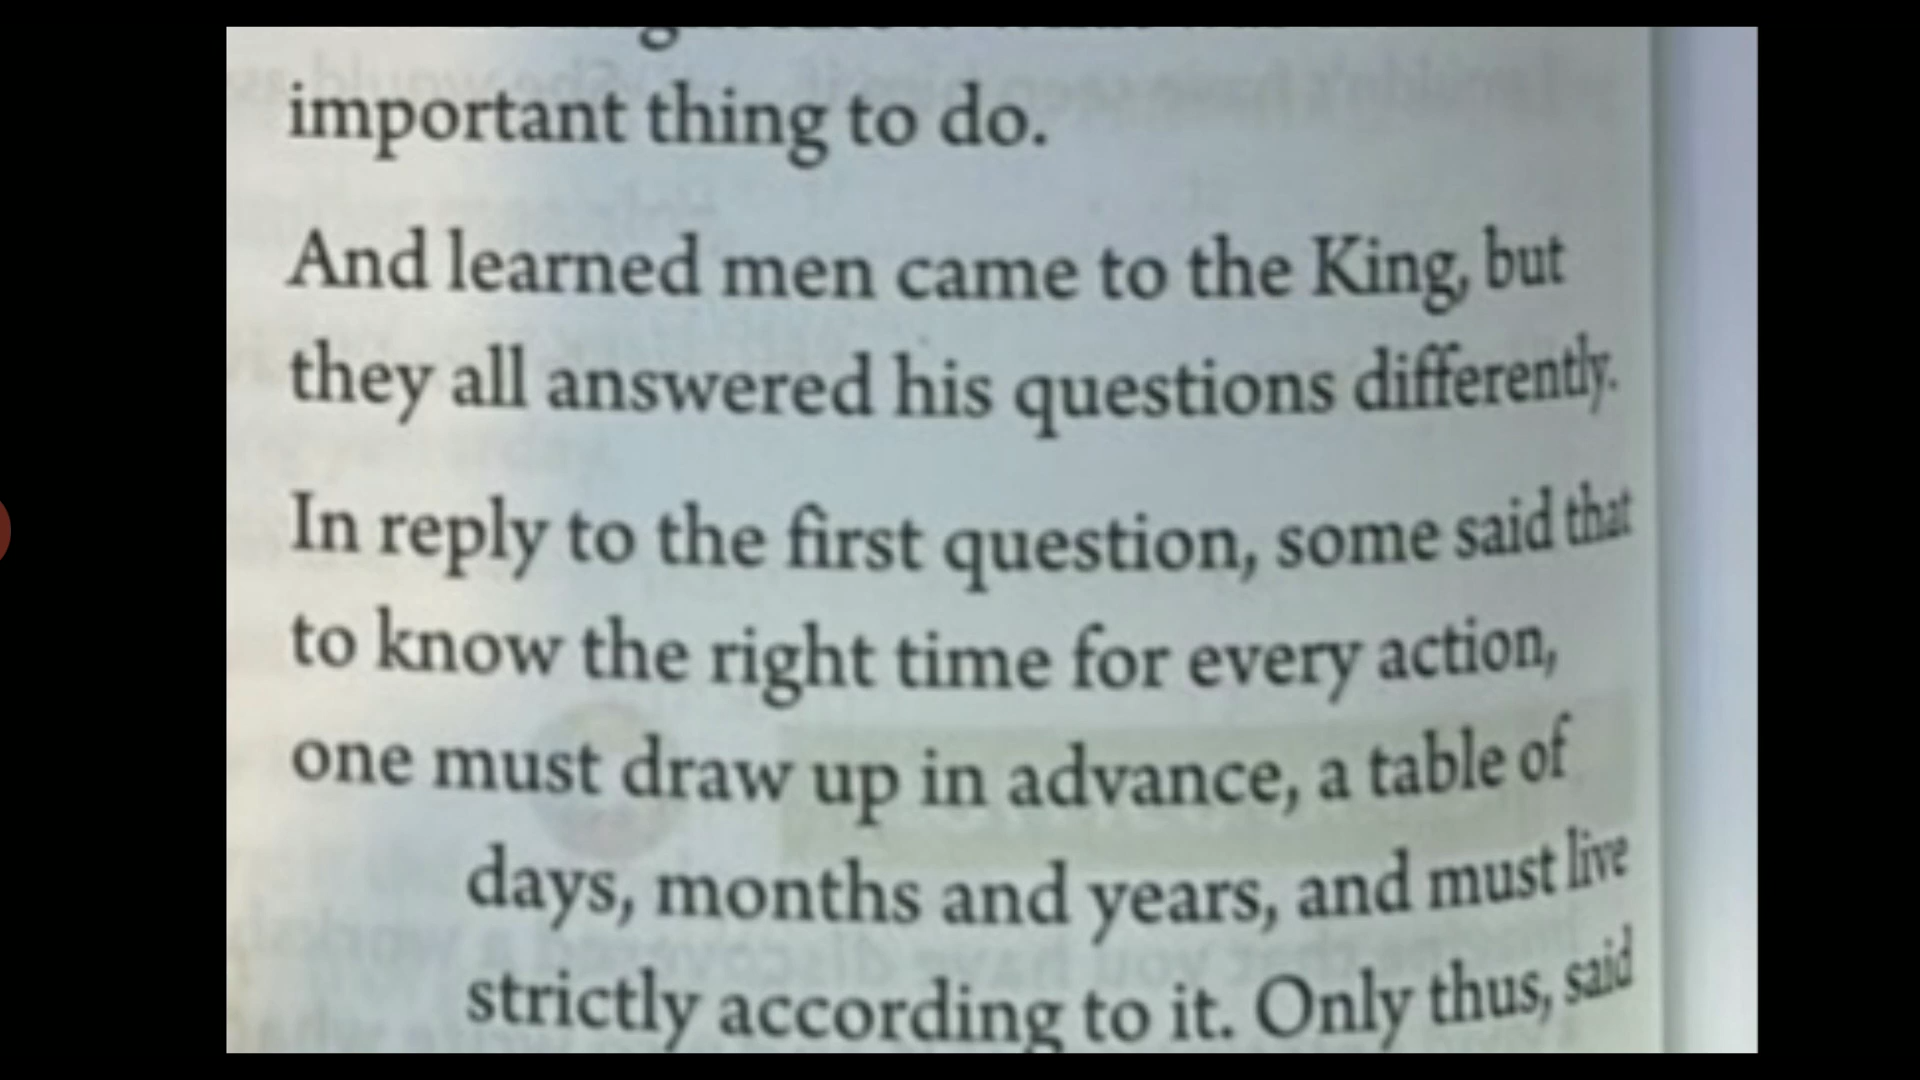 important thing to do.
And learned men came to the King, but
they all answered his questions differently.
In reply to the first question, some said that
to know the right time for every action,
one must draw up in advance, a table of
days, months and years, and must live
strictly according to it. Only thus, said